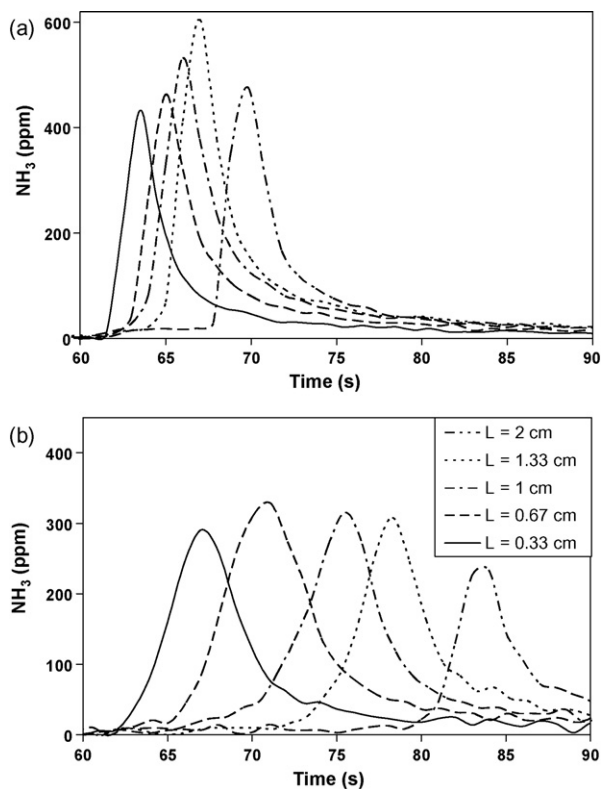 (a)
600
400
200
0
NH₃ (ppm)
60 65 70 75 80 85 90
Time (s)
(b)
400
300
200
100
0
NH₃ (ppm)
L = 2 cm
L = 1.33 cm
L = 1 cm
L = 0.67 cm
L = 0.33 cm
60 65 70 75 80 85 90
Time (s)